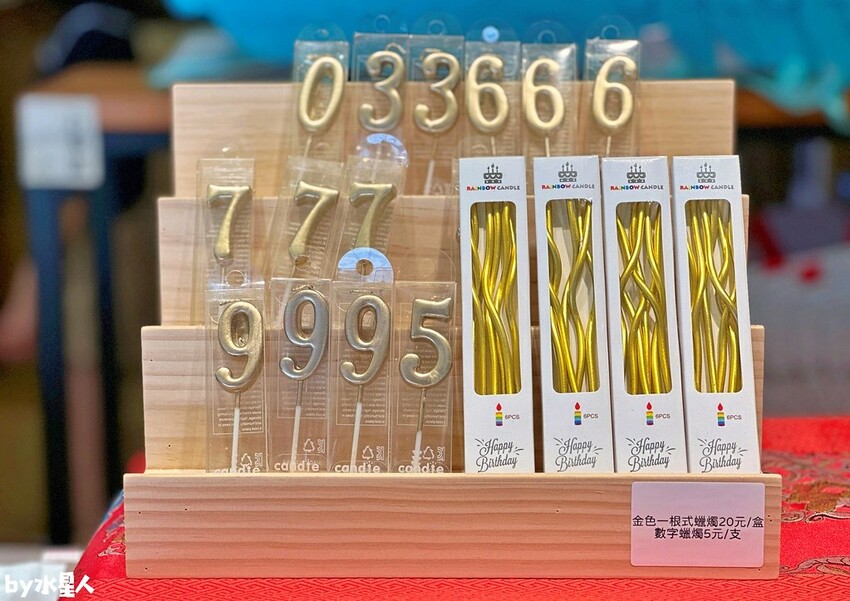 0 3 3 6 6 6
7 7 7
9 9 9 5
candle candle candle candle
RAINBOW CANDLE
6PCS
Happy
Birthday
RAINBOW CANDLE
6PCS
Happy
Birthday
RAINBOW CANDLE
6PCS
Happy
Birthday
RAINBOW CANDLE
6PCS
Happy
Birthday
金色一根式蠟燭20元/盒
數字蠟燭5元/支
by水星人